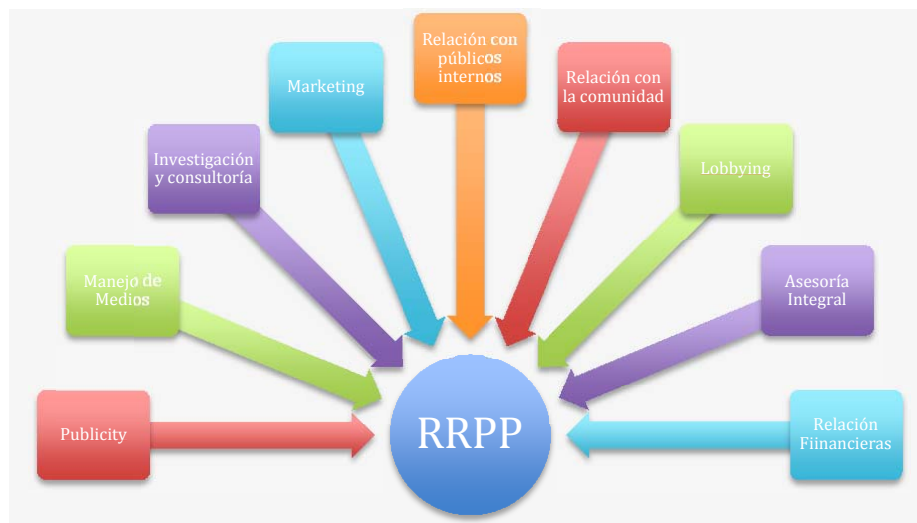 Publicity
Manejo de
Medios
Investigación
y consultoría
Marketing
Relación con
públicos
internos
Relación con
la comunidad
Lobbying
Asesoría
Integral
Relación
Fiinancieras
RRPP